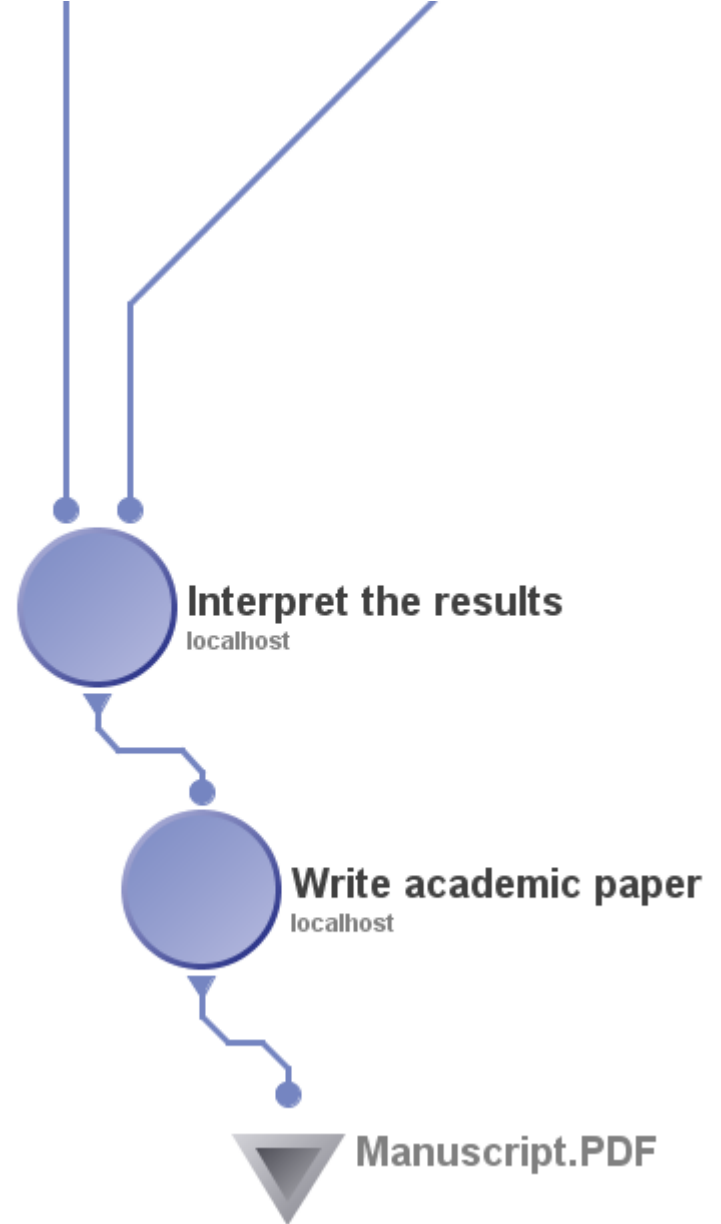 Interpret the results
localhost
Write academic paper
localhost
Manuscript.PDF